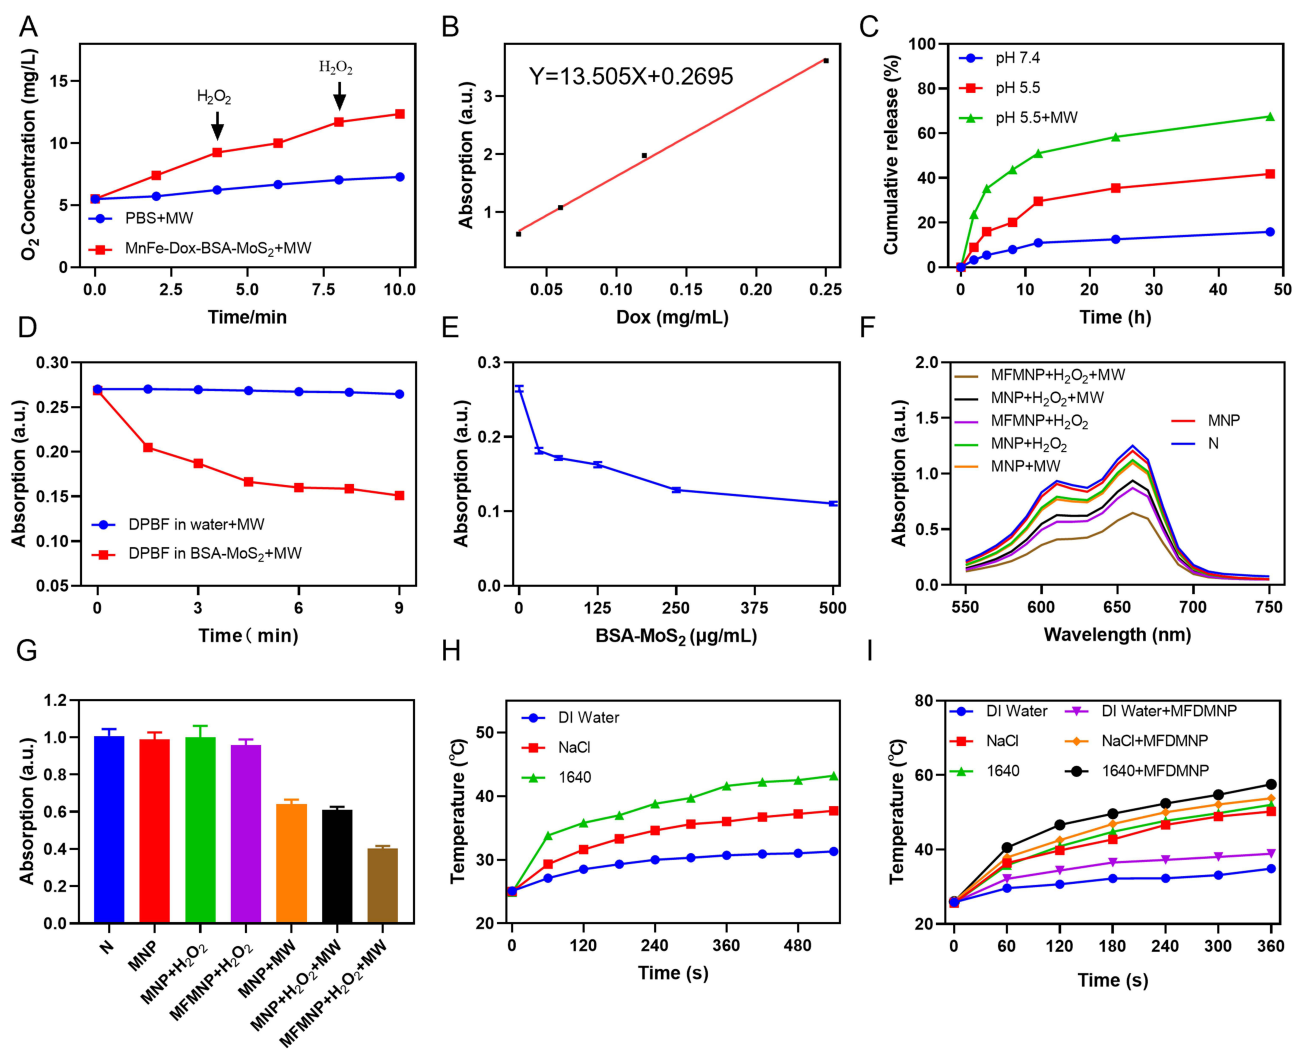 A
O₂ Concentration (mg/L)
15
10
5
0
H₂O₂
H₂O₂
PBS+MW
MnFe-Dox-BSA-MoS₂+MW
0.0
2.5
5.0
7.5
10.0
Time/min
B
Absorption (a.u.)
3
2
1
Y=13.505X+0.2695
0.05
0.10
0.15
0.20
0.25
Dox (mg/mL)
C
Cumulative release (%)
100
80
60
40
20
0
pH 7.4
pH 5.5
pH 5.5+MW
0
10
20
30
40
50
Time (h)
D
Absorption (a.u.)
0.30
0.25
0.20
0.15
0.10
0.05
DPBF in water+MW
DPBF in BSA-MoS₂+MW
0
3
6
9
Time( min)
E
Absorption (a.u.)
0.3
0.2
0.1
0.0
0
125
250
375
500
BSA-MoS₂ (µg/mL)
F
Absorption (a.u.)
2.0
1.5
1.0
0.5
0.0
MFMNP+H₂O₂+MW
MNP+H₂O₂+MW
MFMNP+H₂O₂
MNP+H₂O₂
MNP+MW
MNP
N
550
600
650
700
750
Wavelength (nm)
G
Absorption (a.u.)
1.2
1.0
0.8
0.6
0.4
0.2
0.0
N
MNP
MNP+H₂O₂
MFMNP+H₂O₂
MNP+MW
MNP+H₂O₂+MW
MFMNP+H₂O₂+MW
H
Temperature (℃)
50
40
30
20
DI Water
NaCl
1640
0
120
240
360
480
Time (s)
I
Temperature (℃)
80
60
40
20
DI Water
NaCl
1640
DI Water+MFDMNP
NaCl+MFDMNP
1640+MFDMNP
0
60
120
180
240
300
360
Time (s)